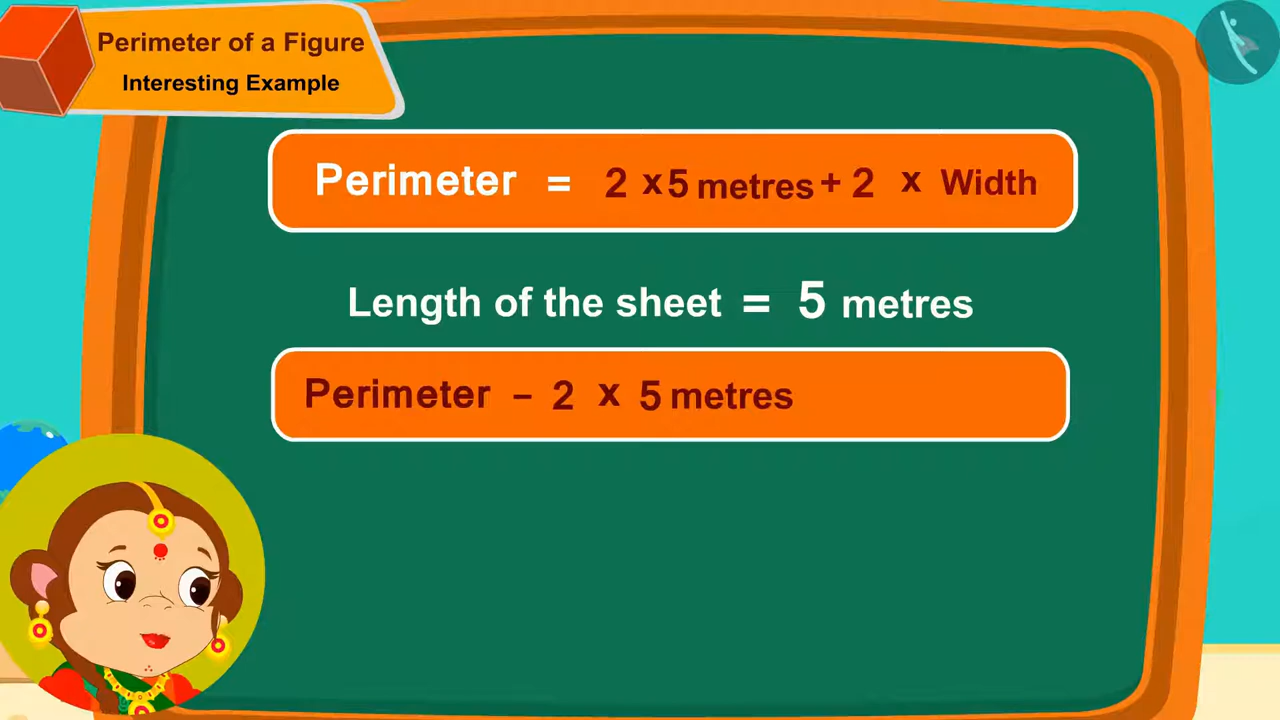 Perimeter of a Figure
Interesting Example
Perimeter = 2 x5 metres + 2 x Width
Length of the sheet = 5 metres
Perimeter – 2 x 5 metres